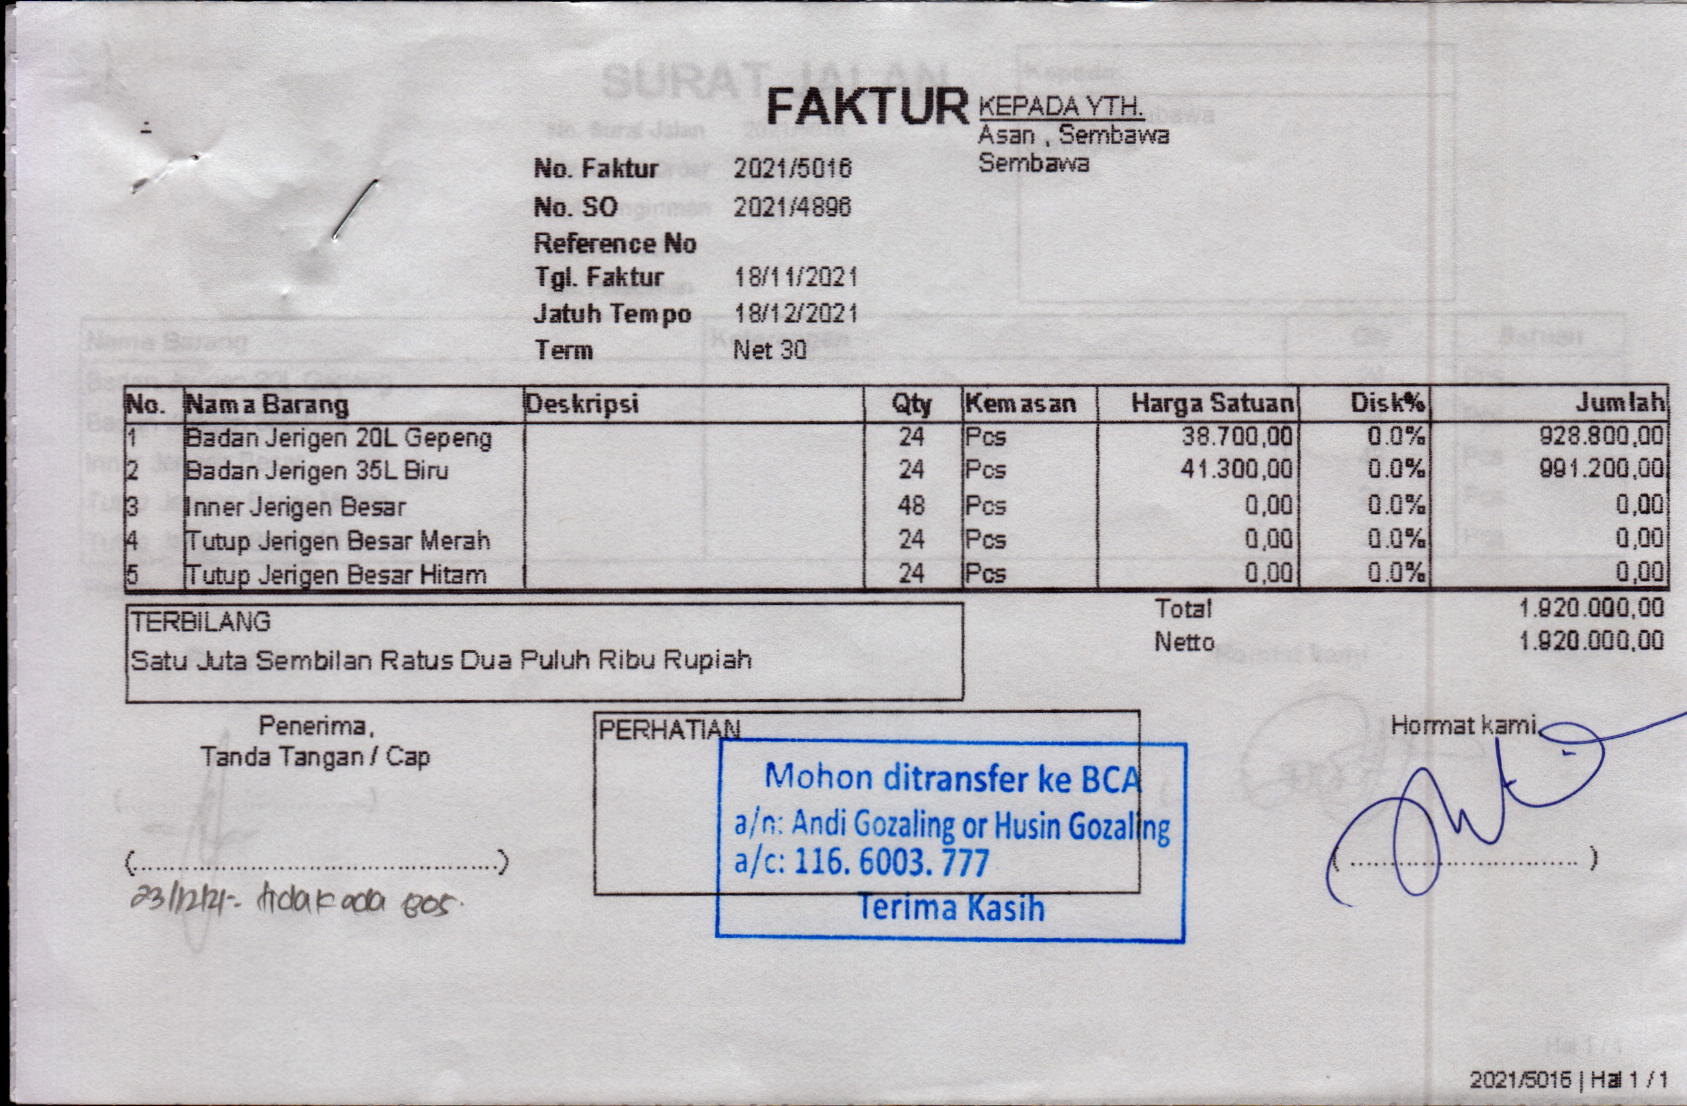 FAKTUR
KEPADA YTH.
Asan , Sembawa
Sembawa
No. Faktur 2021/5016
No. SO 2021/4896
Reference No
Tgl. Faktur 18/11/2021
Jatuh Tempo 18/12/2021
Term Net 30
No. Nama Barang Deskripsi Qty Kemasan Harga Satuan Disk% Jumlah
1 Badan Jerigen 20L Gepeng 24 Pcs 38.700,00 0.0% 928.800,00
2 Badan Jerigen 35L Biru 24 Pcs 41.300,00 0.0% 991.200,00
3 Inner Jerigen Besar 48 Pcs 0,00 0.0% 0,00
4 Tutup Jerigen Besar Merah 24 Pcs 0,00 0.0% 0,00
5 Tutup Jerigen Besar Hitam 24 Pcs 0,00 0.0% 0,00
Total 1.920.000,00
Netto 1.920.000,00
TERBILANG
Satu Juta Sembilan Ratus Dua Puluh Ribu Rupiah
Penerima,
Tanda Tangan / Cap
(..................................................)
23/12/21- tidak ada bos.
PERHATIAN
Mohon ditransfer ke BCA
a/n: Andi Gozaling or Husin Gozaling
a/c: 116. 6003. 777
Terima Kasih
Hormat kami,
( ................................ )
2021/5016 | Hal 1 / 1